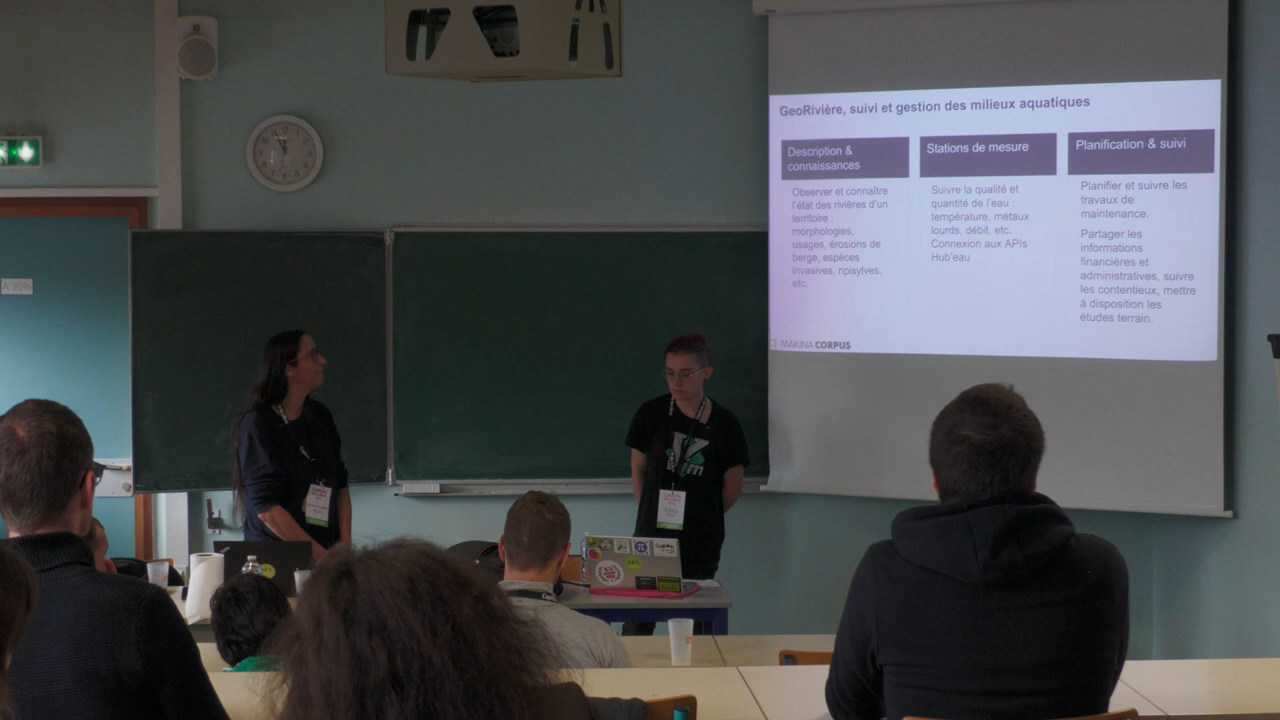 GeoRivière, suivi et gestion des milieux aquatiques
Description &
connaissances
Observer et connaître
l'état des rivières d'un
territoire :
morphologies,
usages, érosions de
berge, espèces
invasives, ripisylves,
etc.
Stations de mesure
Suivre la qualité et
quantité de l'eau :
température, métaux
lourds, débit, etc.
Connexion aux APIs
Hub'eau
Planification & suivi
Planifier et suivre les
travaux de
maintenance.
Partager les
informations
financières et
administratives, suivre
les contentieux, mettre
à disposition les
études terrain.
MAKINA CORPUS